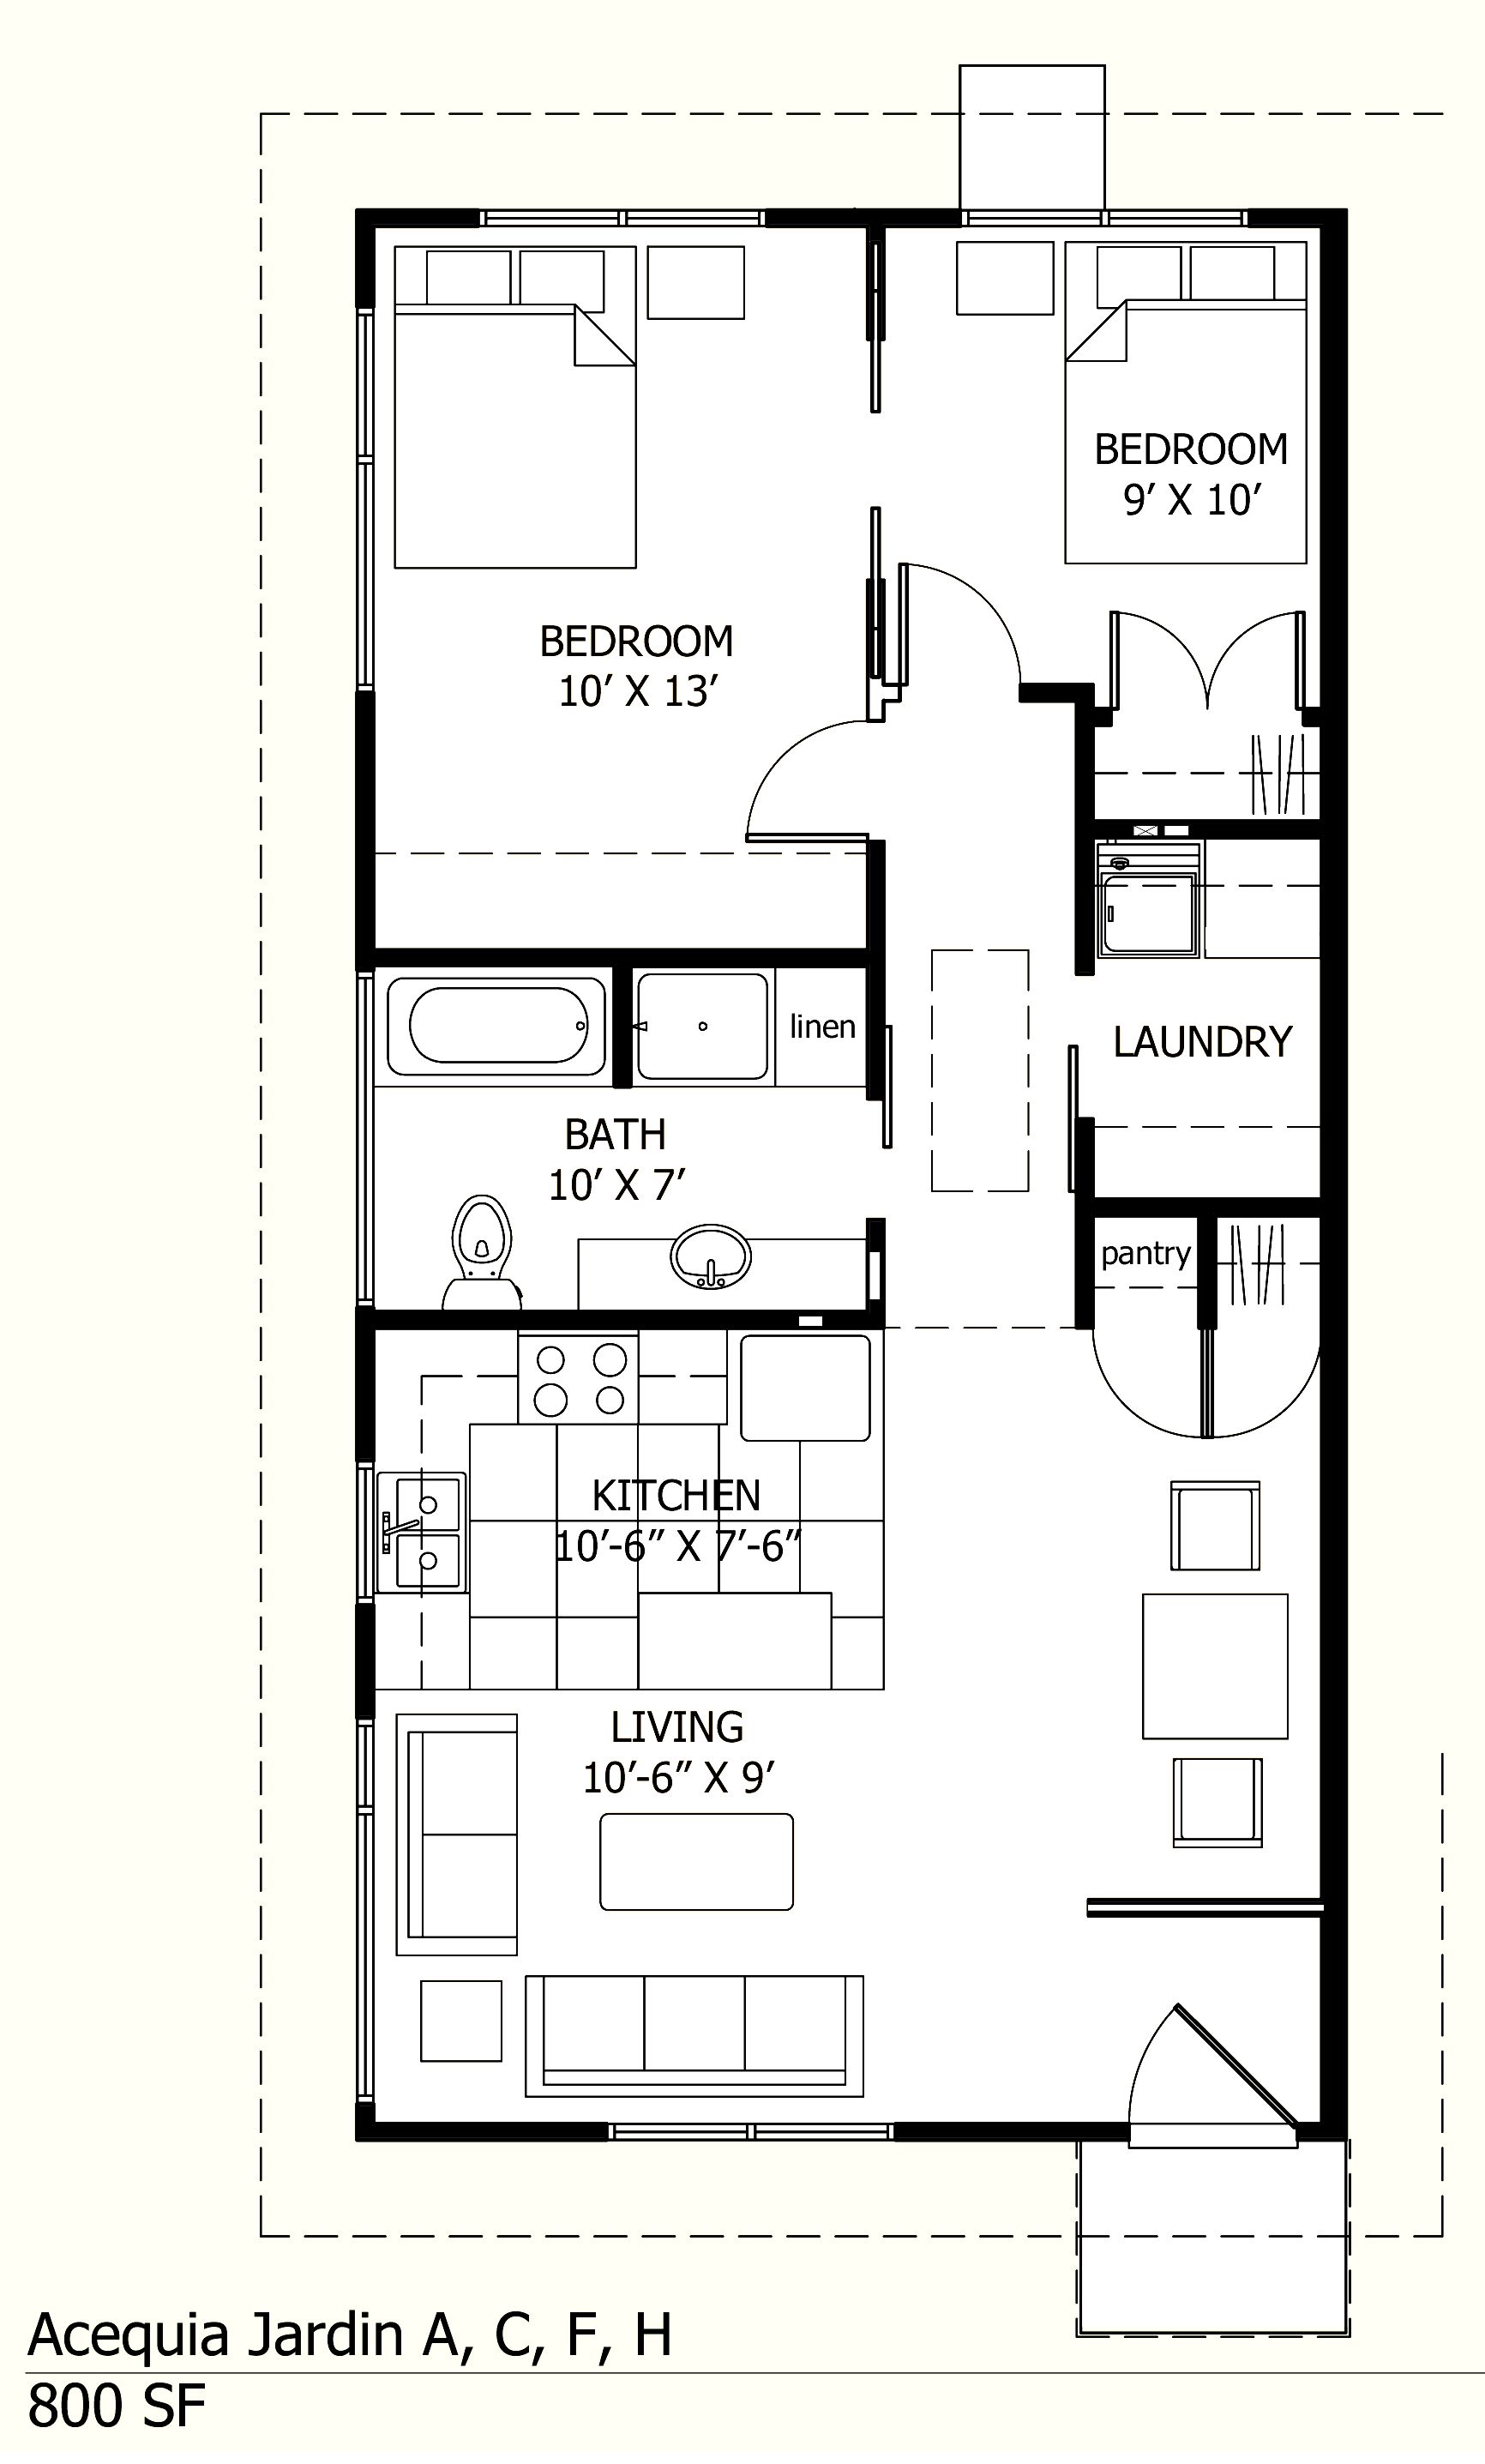 BEDROOM
9’ X 10’
BEDROOM
10’ X 13’
linen
LAUNDRY
BATH
10’ X 7’
pantry
KITCHEN
10’-6” X 7’-6”
LIVING
10’-6” X 9’
Acequia Jardin A, C, F, H
800 SF